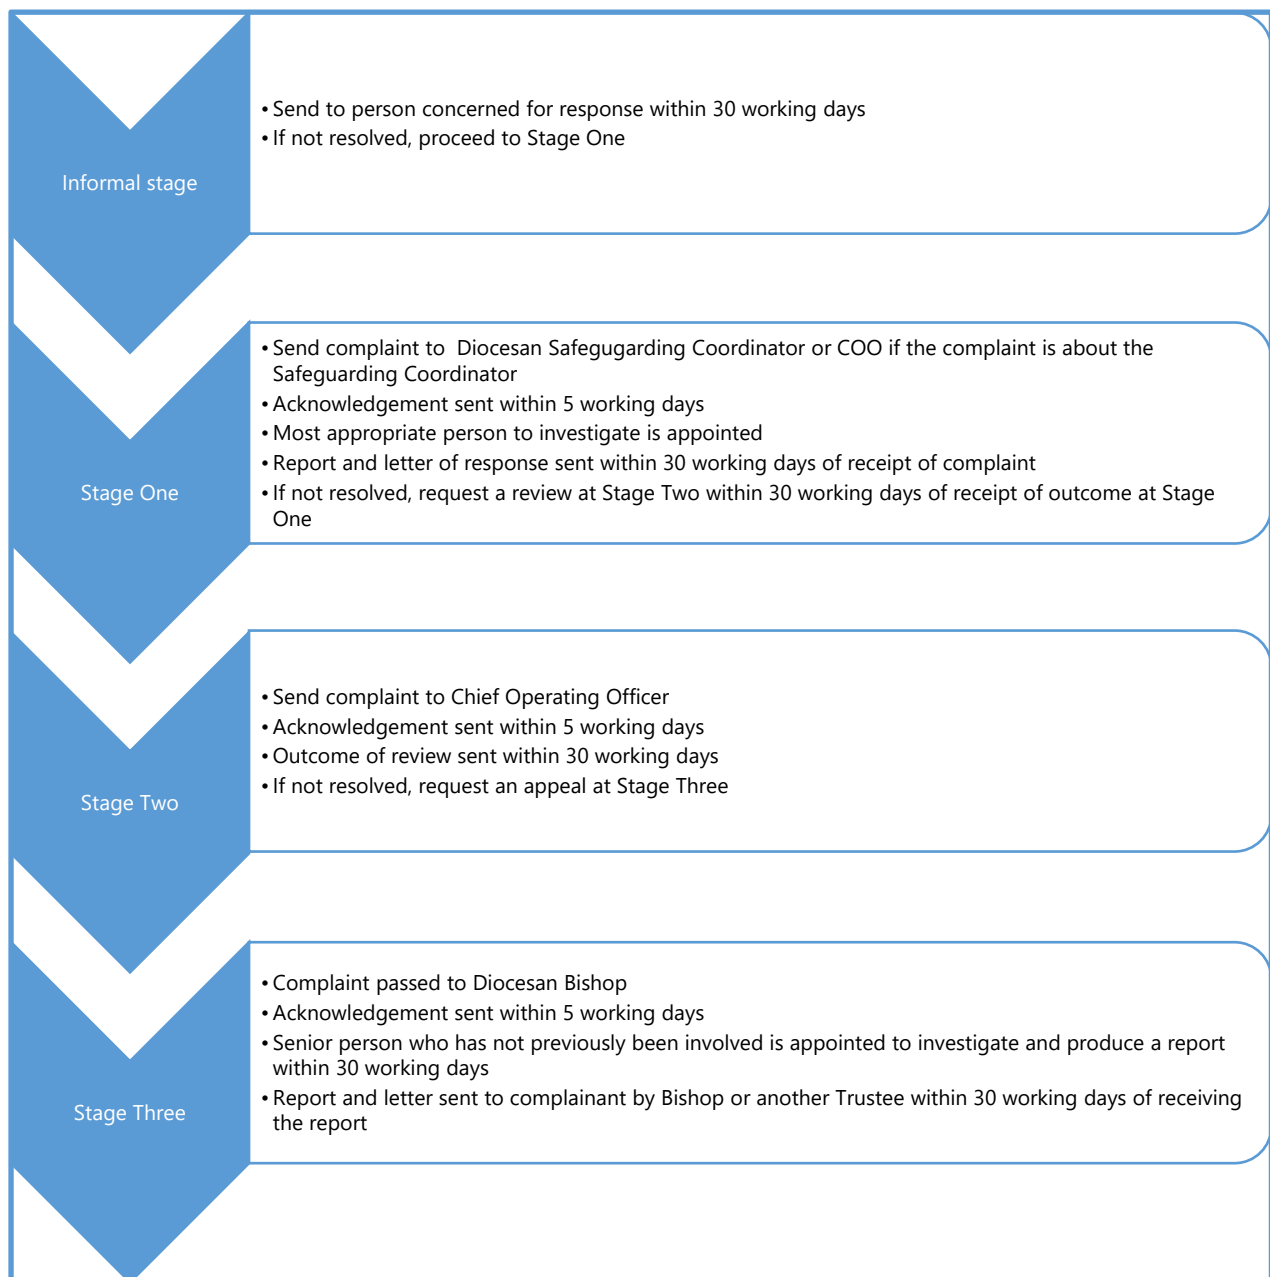 Informal stage
• Send to person concerned for response within 30 working days
• If not resolved, proceed to Stage One
Stage One
• Send complaint to  Diocesan Safegugarding Coordinator or COO if the complaint is about the
Safeguarding Coordinator
• Acknowledgement sent within 5 working days
• Most appropriate person to investigate is appointed
• Report and letter of response sent within 30 working days of receipt of complaint
• If not resolved, request a review at Stage Two within 30 working days of receipt of outcome at Stage
One
Stage Two
• Send complaint to Chief Operating Officer
• Acknowledgement sent within 5 working days
• Outcome of review sent within 30 working days
• If not resolved, request an appeal at Stage Three
Stage Three
• Complaint passed to Diocesan Bishop
• Acknowledgement sent within 5 working days
• Senior person who has not previously been involved is appointed to investigate and produce a report
within 30 working days
• Report and letter sent to complainant by Bishop or another Trustee within 30 working days of receiving
the report